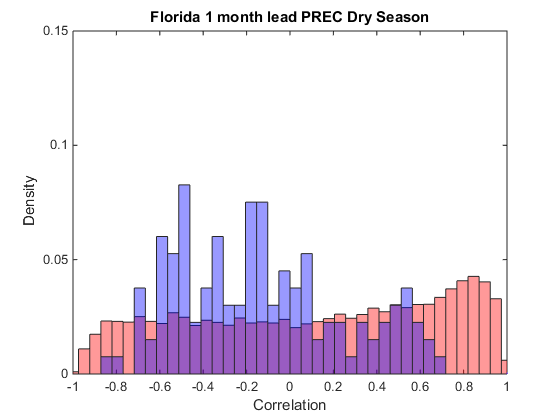 Florida 1 month lead PREC Dry Season
0.15
0.1
0.05
0
Density
-1 -0.8 -0.6 -0.4 -0.2 0 0.2 0.4 0.6 0.8 1
Correlation